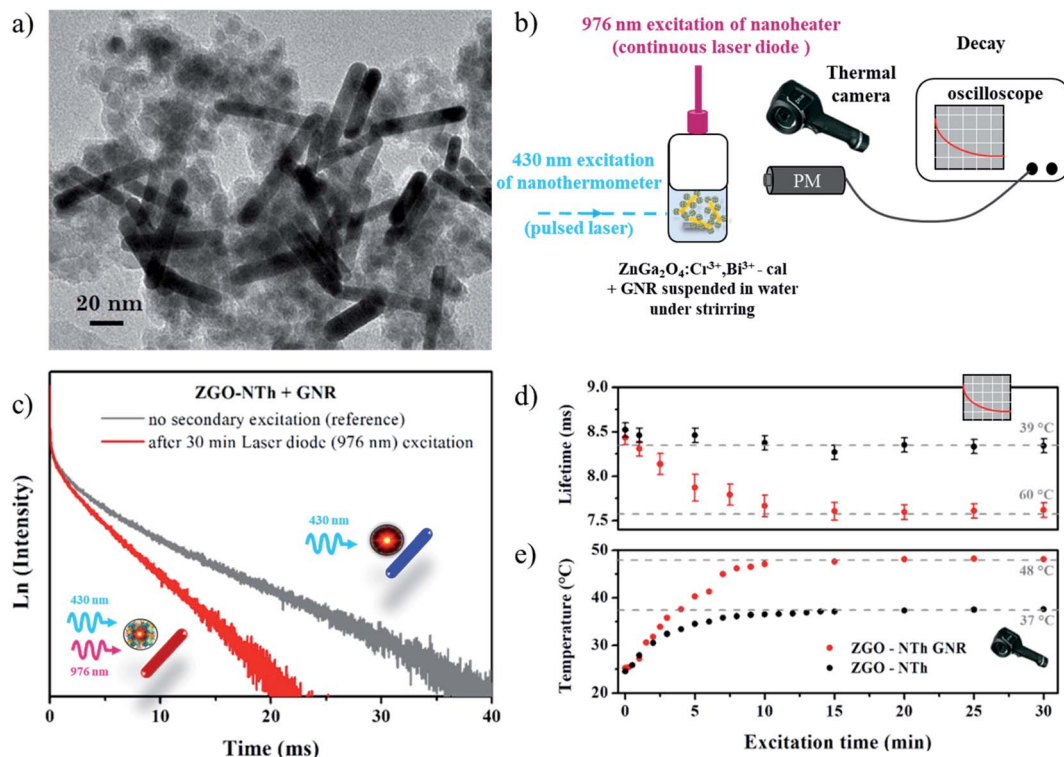 a)
20 nm
b)
976 nm excitation of nanoheater
(continuous laser diode )
Decay
Thermal
camera
oscilloscope
430 nm excitation
of nanothermometer
(pulsed laser)
PM
ZnGa₂O₄:Cr³⁺,Bi³⁺ - cal
+ GNR suspended in water
under strirring
c)
ZGO-NTh + GNR
no secondary excitation (reference)
after 30 min Laser diode (976 nm) excitation
430 nm
430 nm
976 nm
Ln (Intensity)
0
10
20
30
40
Time (ms)
d)
9.0
8.5
8.0
7.5
Lifetime (ms)
39 °C
60 °C
e)
50
40
30
20
Temperature (°C)
48 °C
37 °C
ZGO - NTh GNR
ZGO - NTh
0
5
10
15
20
25
30
Excitation time (min)